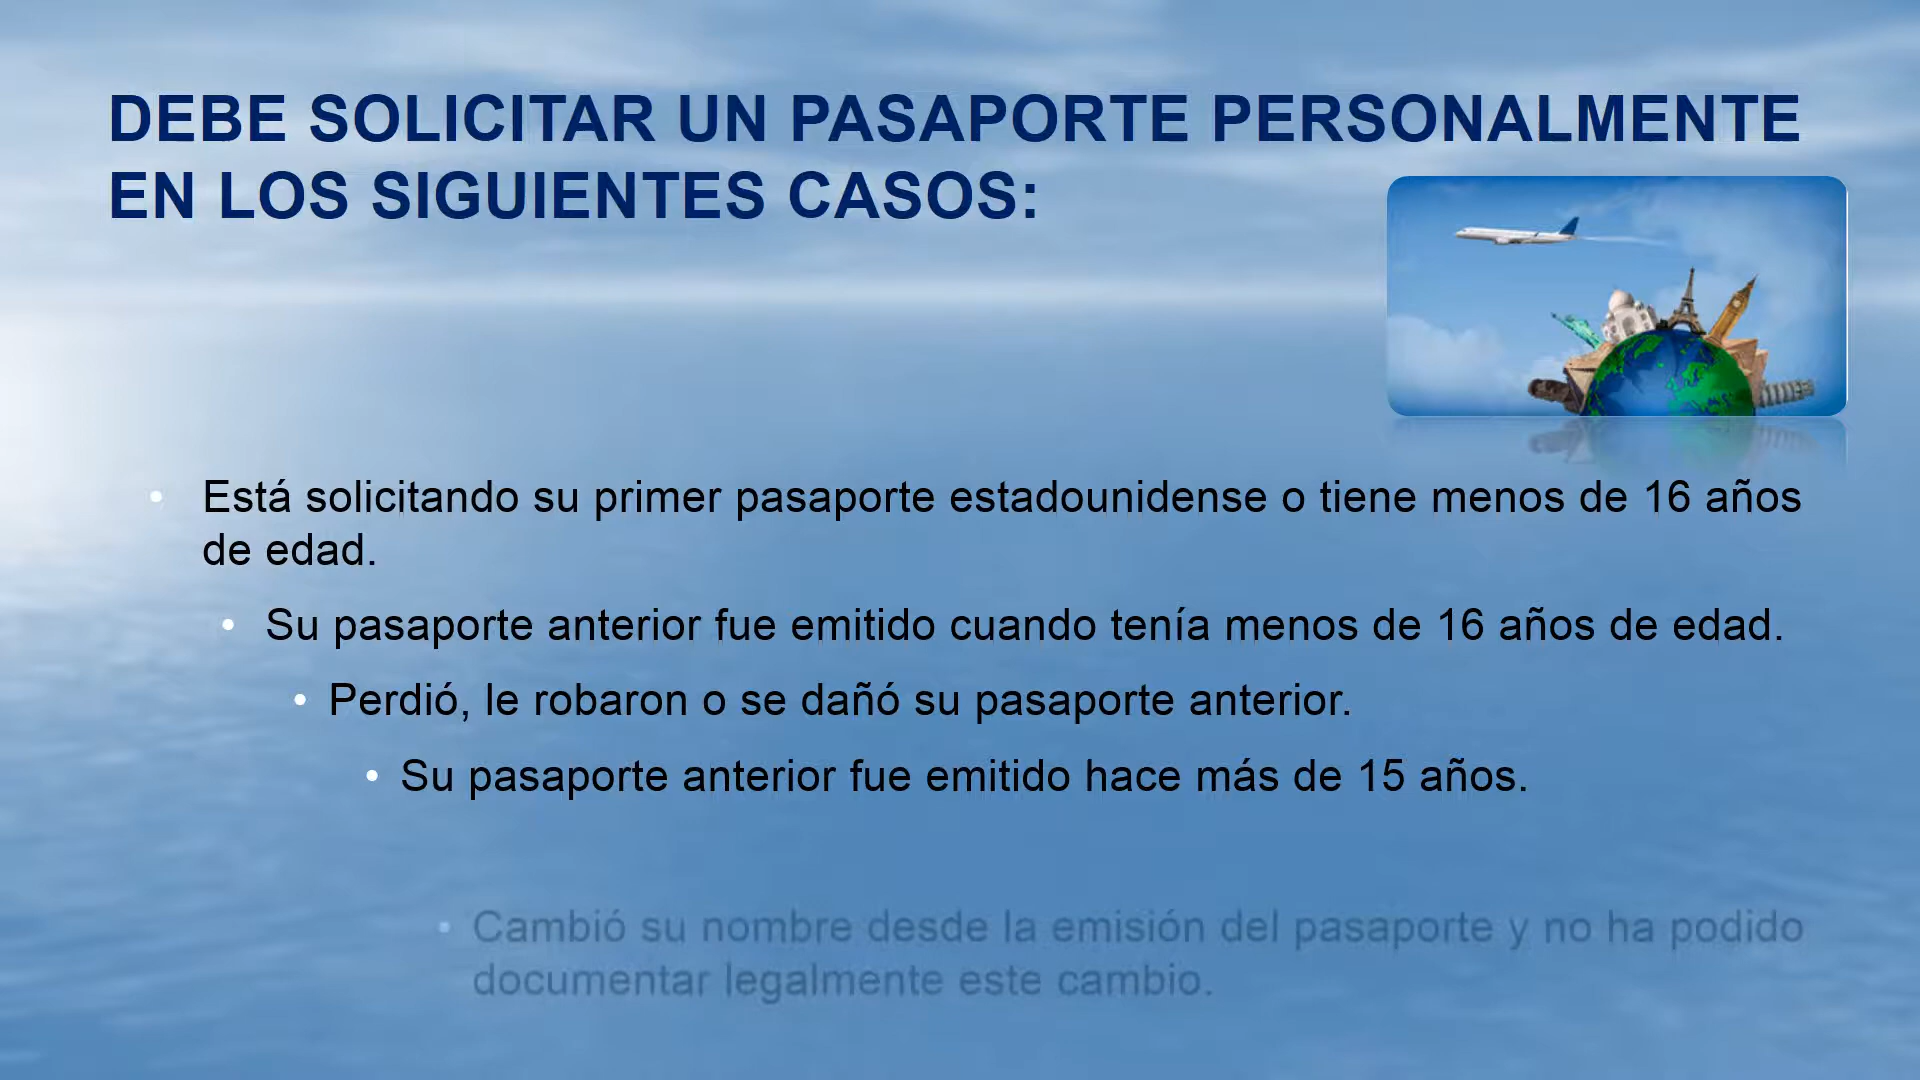 DEBE SOLICITAR UN PASAPORTE PERSONALMENTE
EN LOS SIGUIENTES CASOS:
• Está solicitando su primer pasaporte estadounidense o tiene menos de 16 años
de edad.
• Su pasaporte anterior fue emitido cuando tenía menos de 16 años de edad.
• Perdió, le robaron o se dañó su pasaporte anterior.
• Su pasaporte anterior fue emitido hace más de 15 años.
• Cambió su nombre desde la emisión del pasaporte y no ha podido
documentar legalmente este cambio.